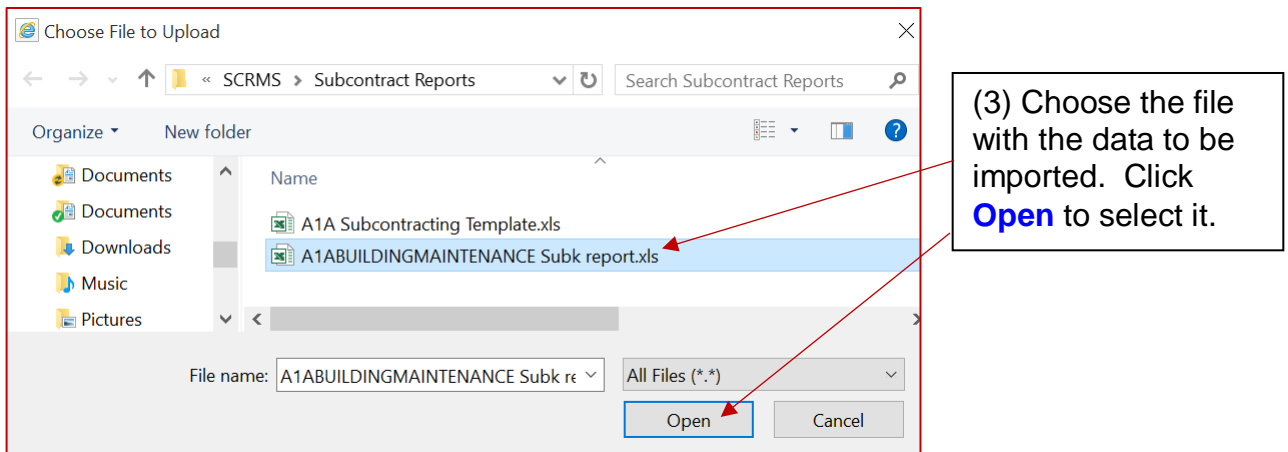 Choose File to Upload
« SCRMS > Subcontract Reports
Search Subcontract Reports
Organize
New folder
Documents
Documents
Downloads
Music
Pictures
Name
A1A Subcontracting Template.xls
A1ABUILDINGMAINTENANCE Subk report.xls
File name:
A1ABUILDINGMAINTENANCE Subk re
All Files (*.*)
Open
Cancel
(3) Choose the file
with the data to be
imported. Click
Open to select it.